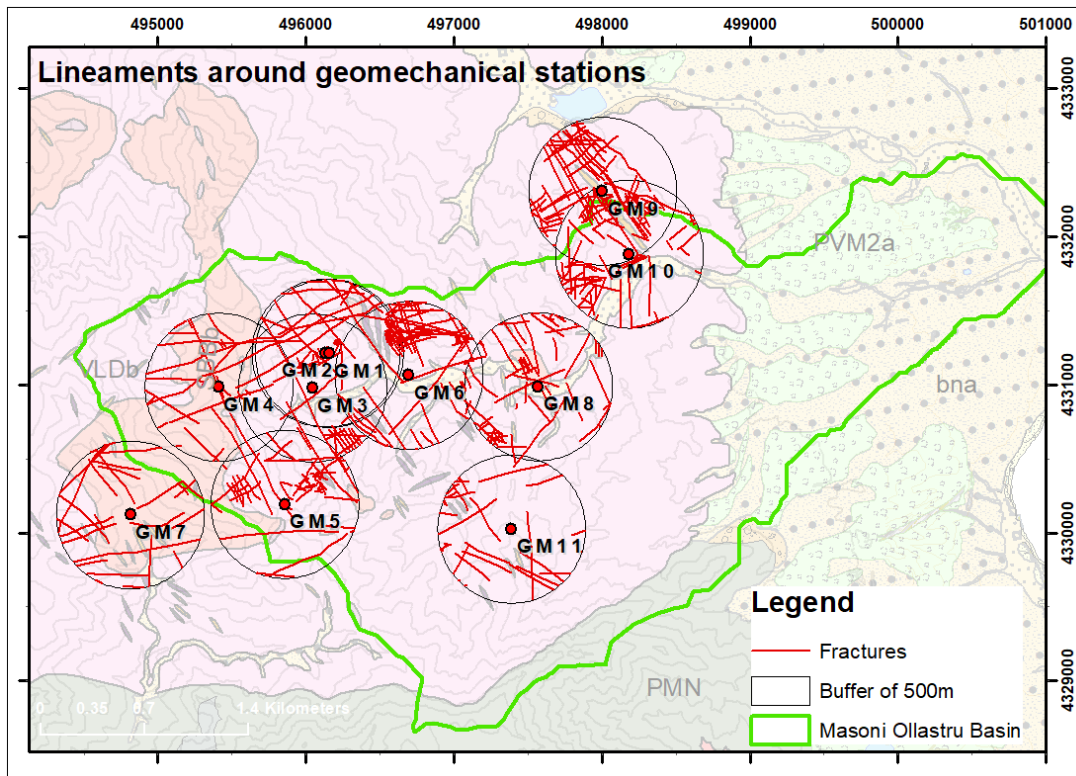 495000 496000 497000 498000 499000 500000 501000
Lineaments around geomechanical stations
4333000
GM9
4332000
PVM2a
GM10
VLDb
GM2 GM1
4331000
GM4 GM3 GM6 GM8
bna
GM7 GM5 GM11
4330000
Legend
Fractures
PMN
Buffer of 500m
4329000
0 0.35 0.7 1.4 Kilometers
Masoni Ollastru Basin